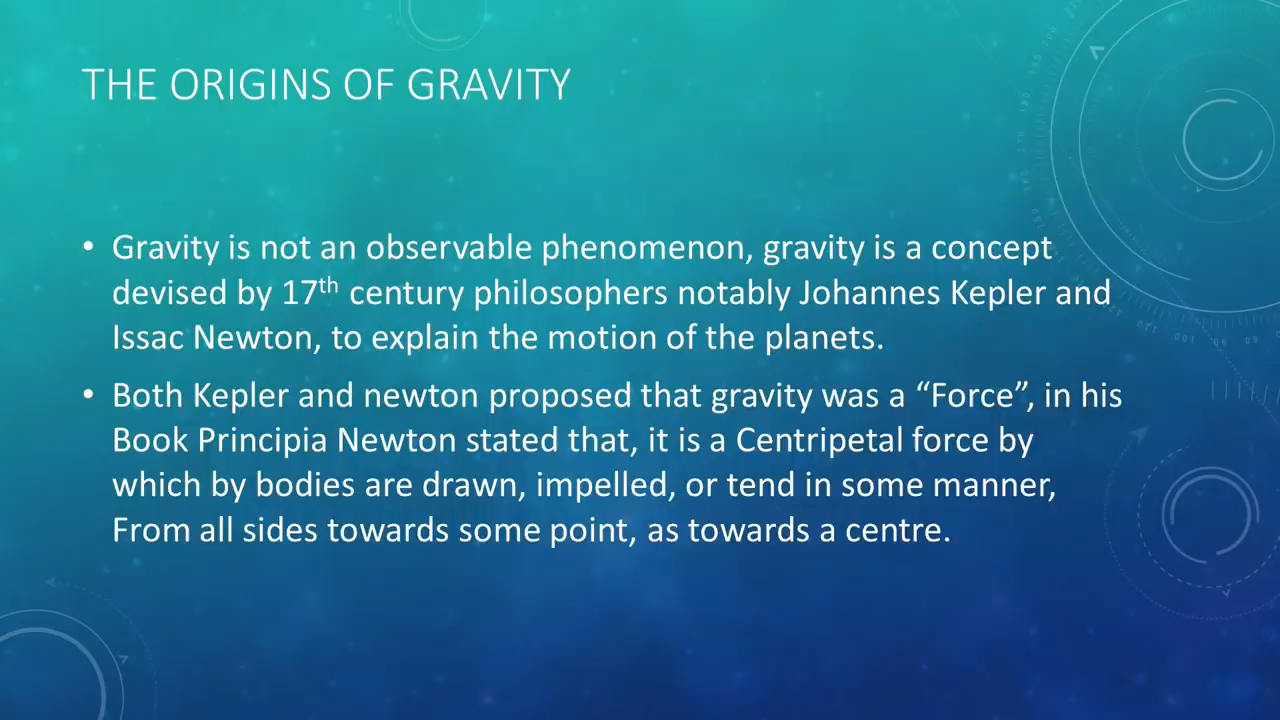 THE ORIGINS OF GRAVITY
• Gravity is not an observable phenomenon, gravity is a concept
devised by 17th century philosophers notably Johannes Kepler and
Issac Newton, to explain the motion of the planets.
• Both Kepler and newton proposed that gravity was a “Force”, in his
Book Principia Newton stated that, it is a Centripetal force by
which by bodies are drawn, impelled, or tend in some manner,
From all sides towards some point, as towards a centre.